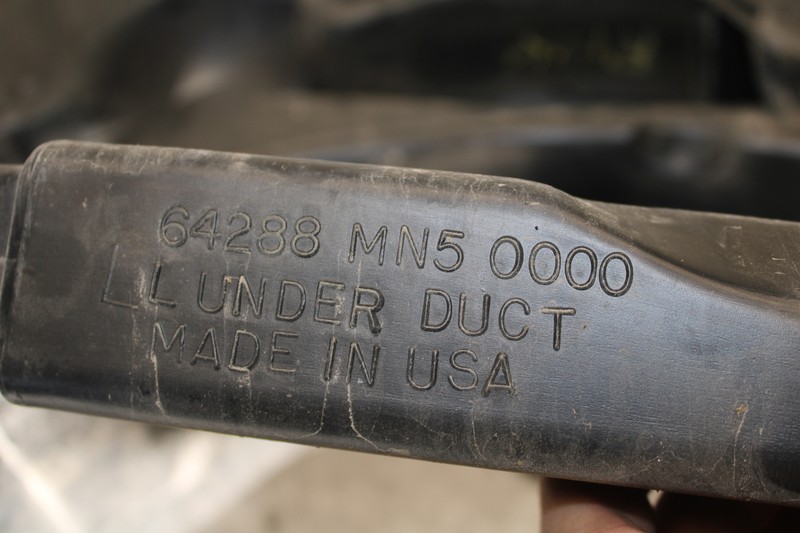 64288 MN5 0000
LL UNDER DUCT
MADE IN USA